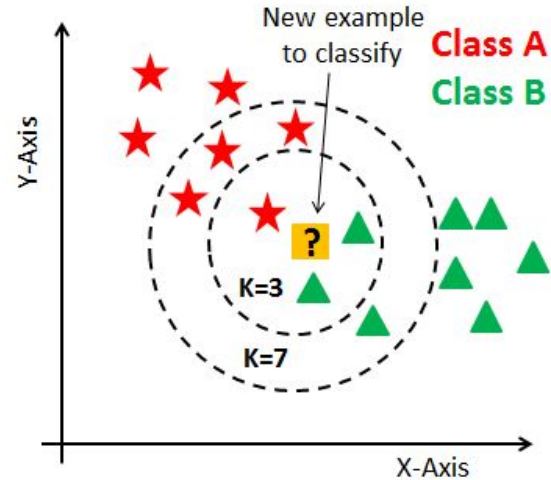 New example
to classify
Class A
Class B
Y-Axis
?
K=3
K=7
X-Axis